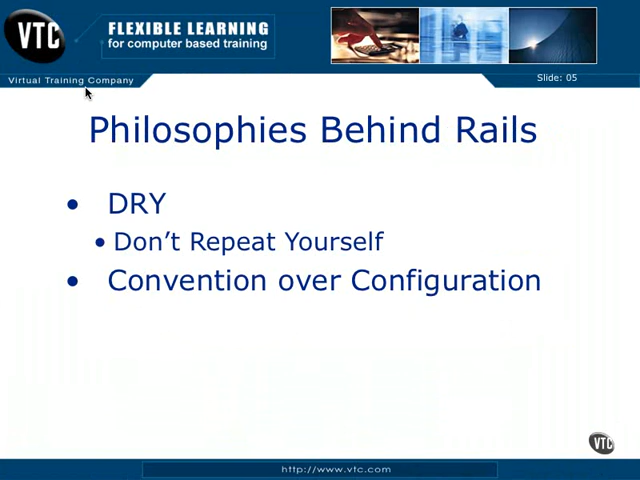 VTC
FLEXIBLE LEARNING
for computer based training
Virtual Training Company
Slide: 05
Philosophies Behind Rails
• DRY
• Don't Repeat Yourself
• Convention over Configuration
VTC
http://www.vtc.com